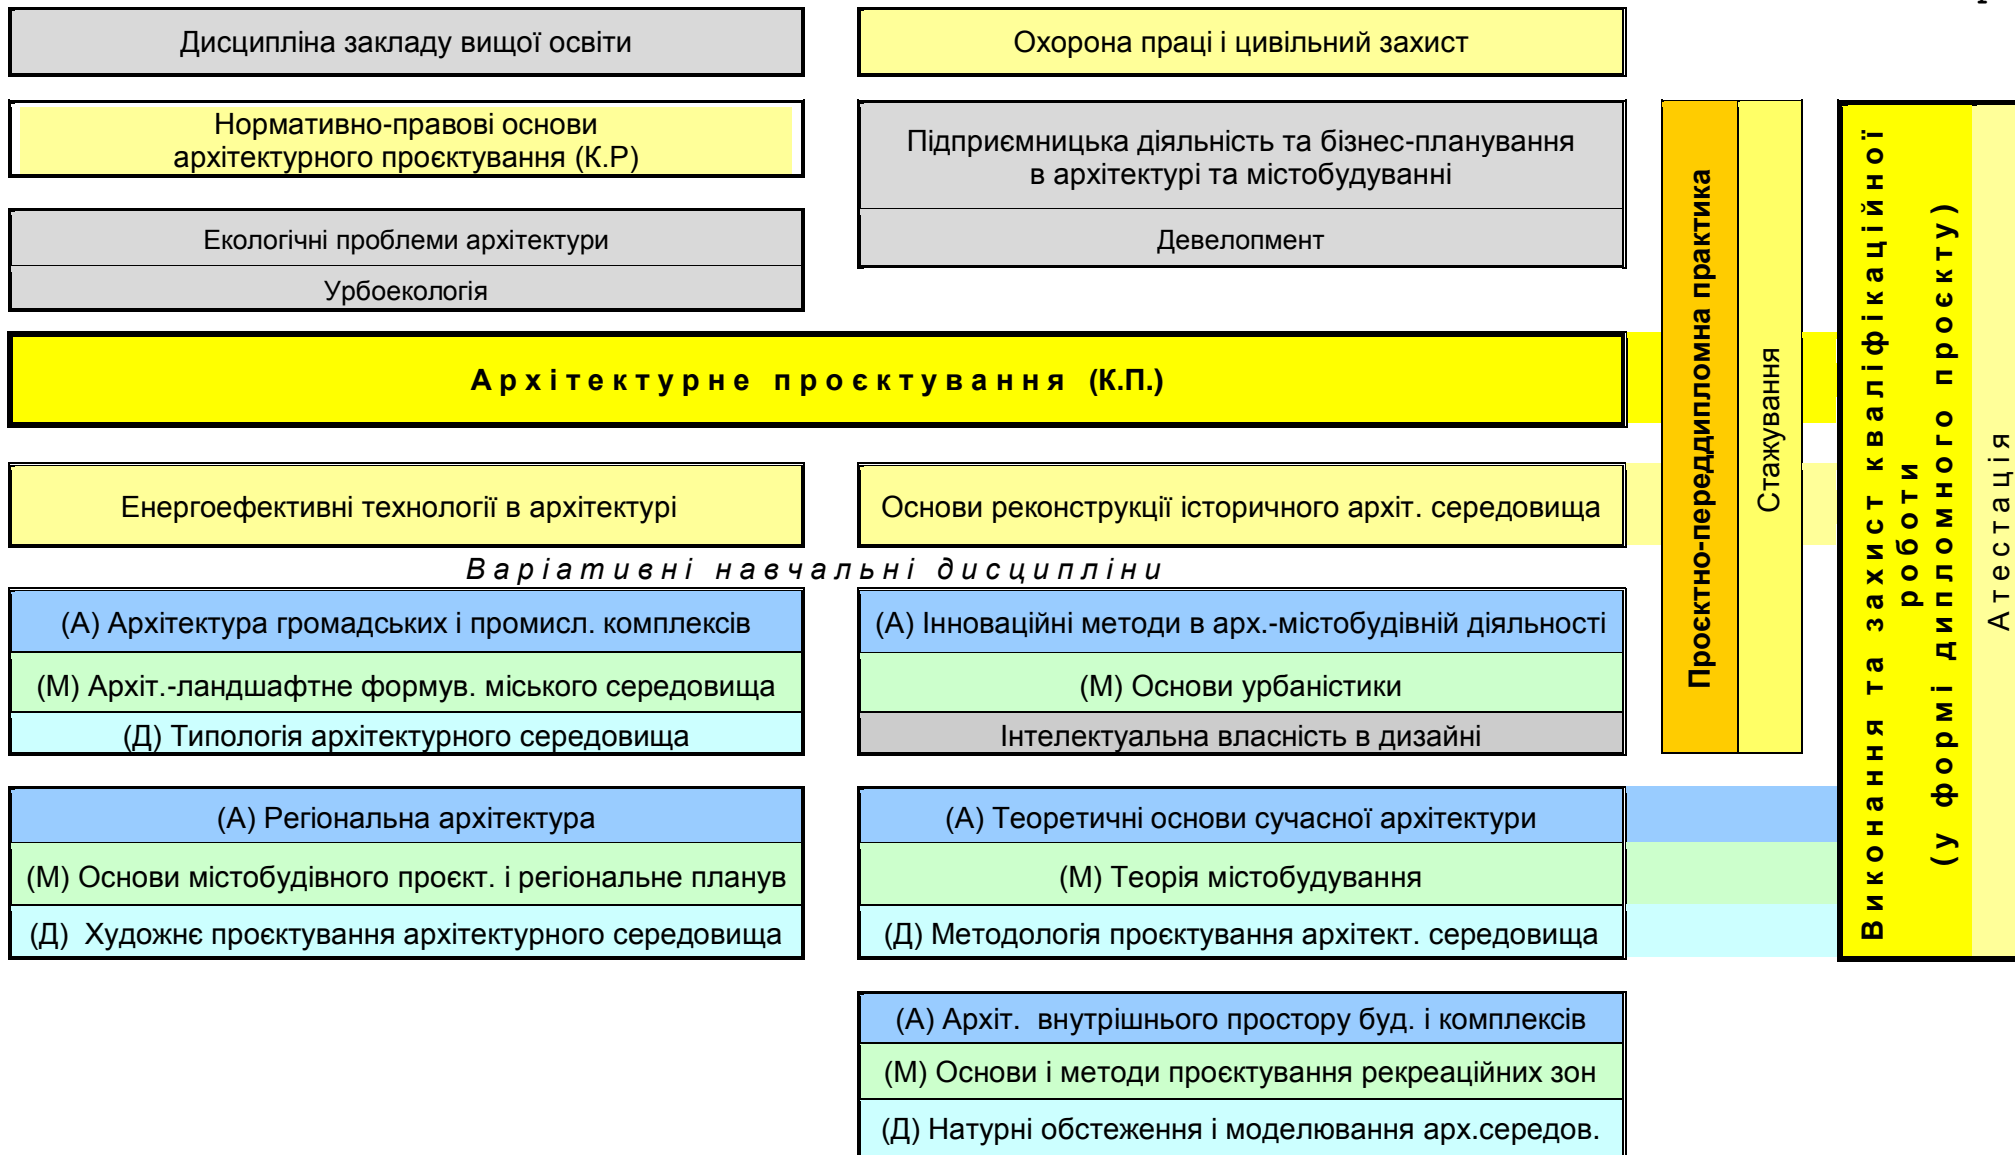 Дисципліна закладу вищої освіти
Охорона праці і цивільний захист
Нормативно-правові основи
архітектурного проєктування (К.Р)
Підприємницька діяльність та бізнес-планування
в архітектурі та містобудуванні
Екологічні проблеми архітектури
Девелопмент
Урбоекологія
Архітектурне проєктування (К.П.)
Енергоефективні технології в архітектурі
Основи реконструкції історичного архіт. середовища
Варіативні навчальні дисципліни
(А) Архітектура громадських і промисл. комплексів
(А) Інноваційні методи в арх.-містобудівній діяльності
(М) Архіт.-ландшафтне формув. міського середовища
(М) Основи урбаністики
(Д) Типологія архітектурного середовища
Інтелектуальна власність в дизайні
(А) Регіональна архітектура
(А) Теоретичні основи сучасної архітектури
(М) Основи містобудівного проєкт. і регіональне планув
(М) Теорія містобудування
(Д) Художнє проєктування архітектурного середовища
(Д) Методологія проєктування архітект. середовища
(А) Архіт. внутрішнього простору буд. і комплексів
(М) Основи і методи проєктування рекреаційних зон
(Д) Натурні обстеження і моделювання арх.середов.
Проєктно-переддипломна практика
Стажування
Виконання та захист кваліфікаційної
роботи
(у формі дипломного проєкту)
Атестація